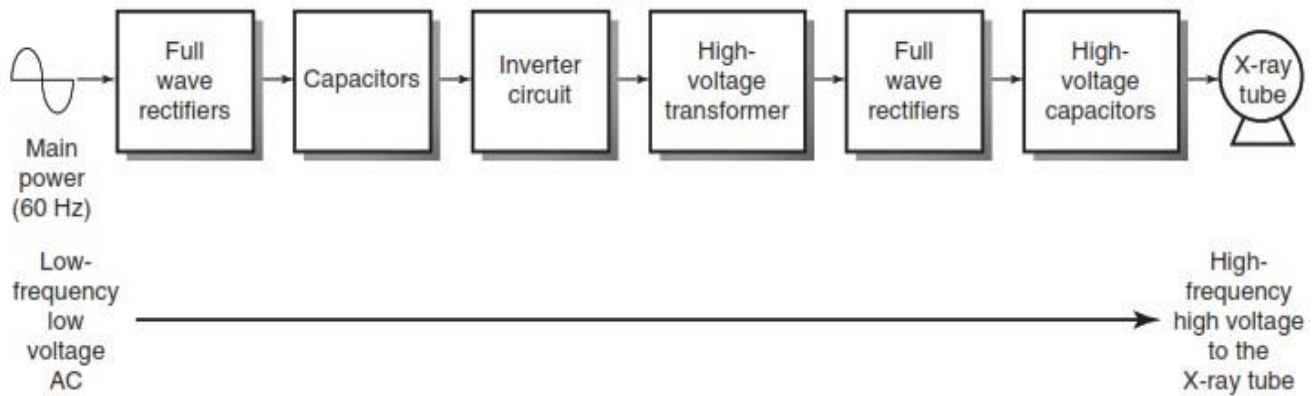 Full
wave
rectifiers
Capacitors
Inverter
circuit
High-
voltage
transformer
Full
wave
rectifiers
High-
voltage
capacitors
X-ray
tube
Main
power
(60 Hz)
Low-
frequency
low
voltage
AC
High-
frequency
high voltage
to the
X-ray tube